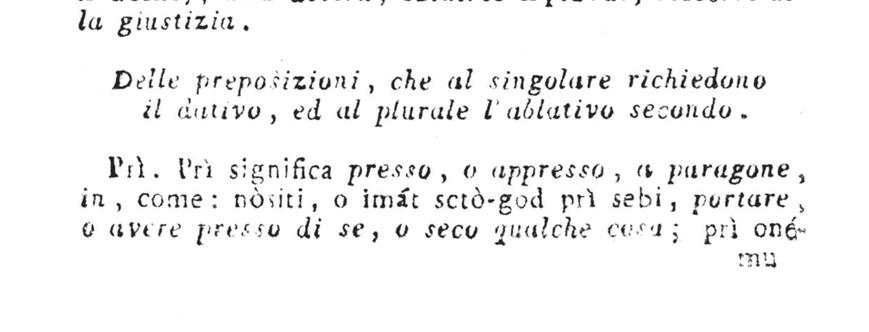 la giustizia.
Delle preposizioni, che al singolare richiedono
il dativo, ed al plurale l'ablativo secondo.
Prì. Prì significa presso, o appresso, a paragone,
in, come: nòsiti, o imát sctò-god prì sebi, portare,
o avere presso di se, o seco qualche cosa; prì oné-
mu